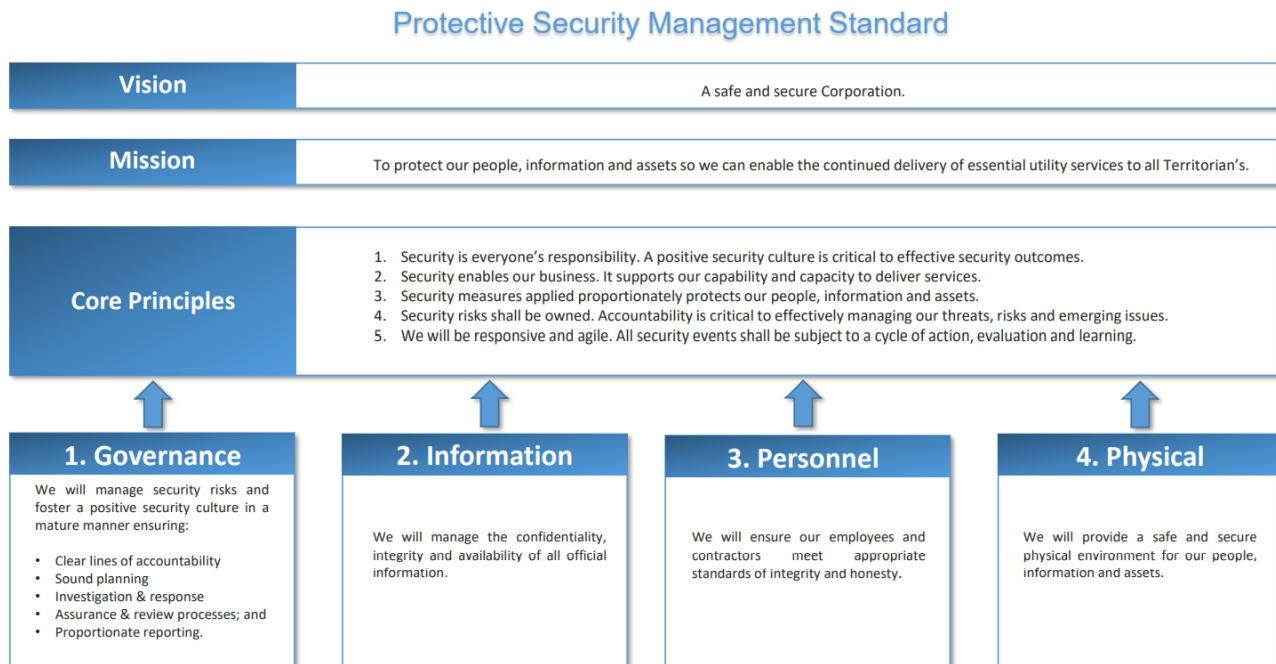 Protective Security Management Standard
Vision
A safe and secure Corporation.
Mission
To protect our people, information and assets so we can enable the continued delivery of essential utility services to all Territorian's.
Core Principles
1. Security is everyone's responsibility. A positive security culture is critical to effective security outcomes.
2. Security enables our business. It supports our capability and capacity to deliver services.
3. Security measures applied proportionately protects our people, information and assets.
4. Security risks shall be owned. Accountability is critical to effectively managing our threats, risks and emerging issues.
5. We will be responsive and agile. All security events shall be subject to a cycle of action, evaluation and learning.
1. Governance
We will manage security risks and
foster a positive security culture in a
mature manner ensuring:
• Clear lines of accountability
• Sound planning
• Investigation & response
• Assurance & review processes; and
• Proportionate reporting.
2. Information
We will manage the confidentiality,
integrity and availability of all official
information.
3. Personnel
We will ensure our employees and
contractors meet appropriate
standards of integrity and honesty.
4. Physical
We will provide a safe and secure
physical environment for our people,
information and assets.